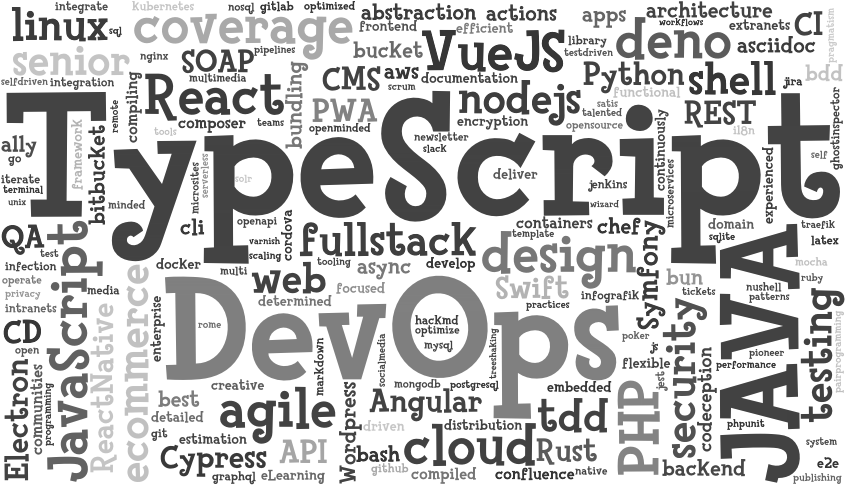 integrate
kubernetes
nosql
gitlab
optimized
linux
sql
coverage
abstraction
actions
apps
architecture
workflows
extranets
CI
pragmatism
frontend
efficient
senior
nginx
SOAP
pipelines
bucket
VueJS
library
testdriven
deno
asciidoc
selfdriven
integration
multimedia
CMS
aws
scrum
documentation
Python
shell
jira
bdd
compiling
React
bundling
PWA
nodejs
satis
functional
talented
REST
ghostinspector
remote
tools
composer
teams
openminded
encryption
opensource
il8n
continuously
TypeScript
ally
go
framework
bitbucket
newsletter
slack
self
experienced
iterate
terminal
unix
minded
microsites
serverless
solr
deliver
jenkins
wizard
microservices
QA
test
cli
openapi
varnish
scaling
cordova
fullstack
containers
template
chef
Symfony
domain
sqlite
traefik
latex
infection
operate
privacy
intranets
JavaScript
media
docker
multi
web
tooling
async
develop
design
bun
tickets
JAVA
nushell
patterns
mocha
ruby
ecommerce
enterprise
determined
focused
Swift
practices
infografik
CD
open
ReactNative
DevOps
rome
hackmd
optimize
mysql
treeshaking
socialmedia
markdown
poker
js
flexible
jest
security
performance
pioneer
testing
pairprogramming
Electron
communities
programming
creative
mongodb
postgresql
embedded
codeception
best
detailed
agile
Wordpress
Angular
tdd
PHP
phpunit
git
estimation
driven
distribution
Cypress
API
bash
cloud
Rust
backend
system
e2e
graphql
eLearning
github
compiled
confluence
native
publishing